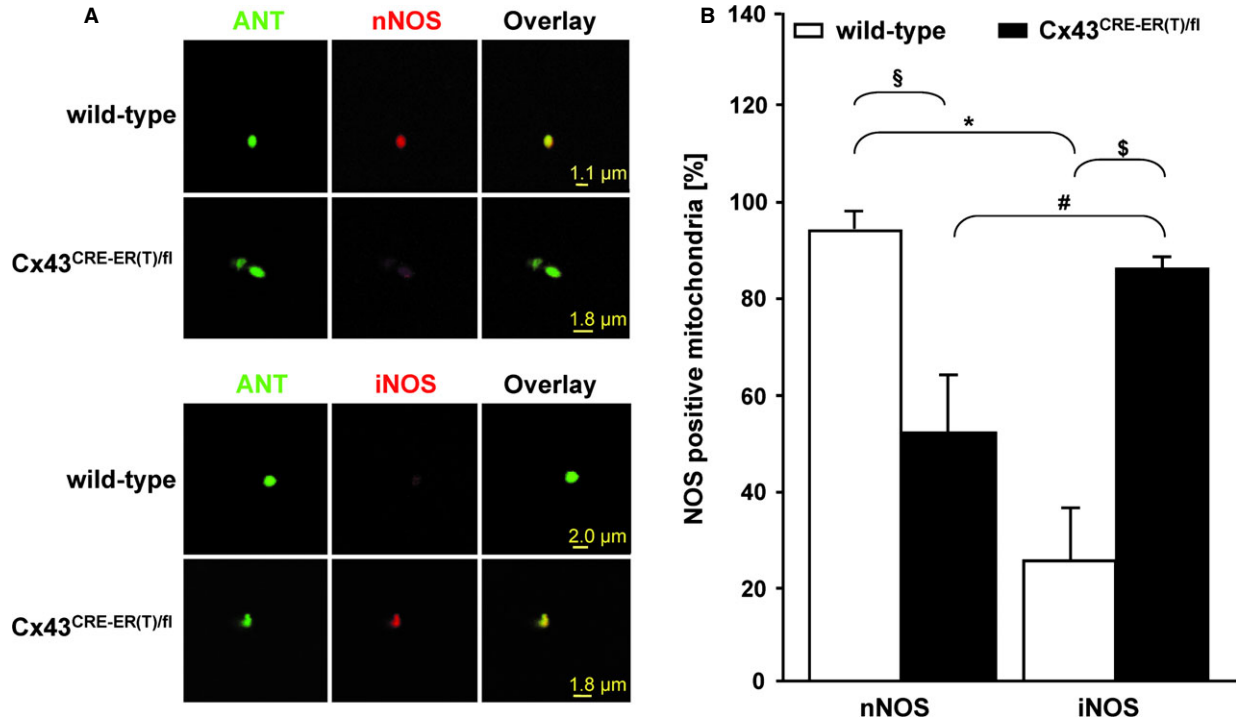 A
ANT nNOS Overlay
wild-type
1.1 µm
Cx43CRE-ER(T)/fl
1.8 µm
ANT iNOS Overlay
wild-type
2.0 µm
Cx43CRE-ER(T)/fl
1.8 µm
B
wild-type Cx43CRE-ER(T)/fl
NOS positive mitochondria [%]
140
120
100
80
60
40
20
0
§
*
$
#
nNOS iNOS